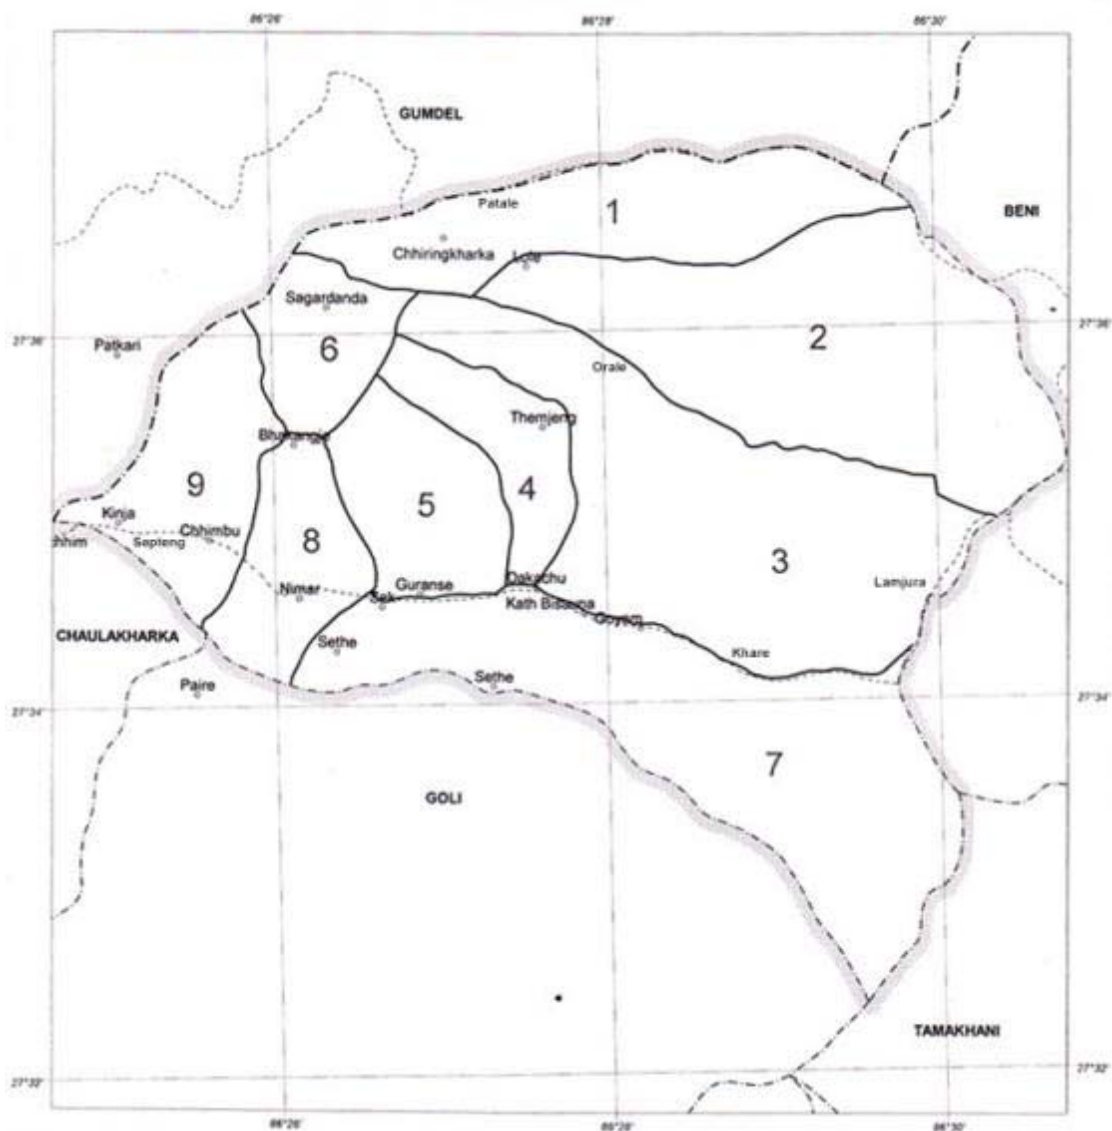 86°26' 86°28' 86°30'
GUMDEL
BENI
Patale
1
Chhiringkharka
Lole
Sagardanda
2
27°36' 27°36'
Patkari
6
Orale
Themjeng
9
4
5
Kinja
Chhimbu
Septeng
8
3
Lamjura
Nimar
Guranse
Dakachu
Kath Bisauna
Goyem
CHAULAKHARKA
Sethe
Khare
Sethe
Paire
27°34' 27°34'
7
GOLI
TAMAKHANI
27°32' 27°32'
86°26' 86°28' 86°30'